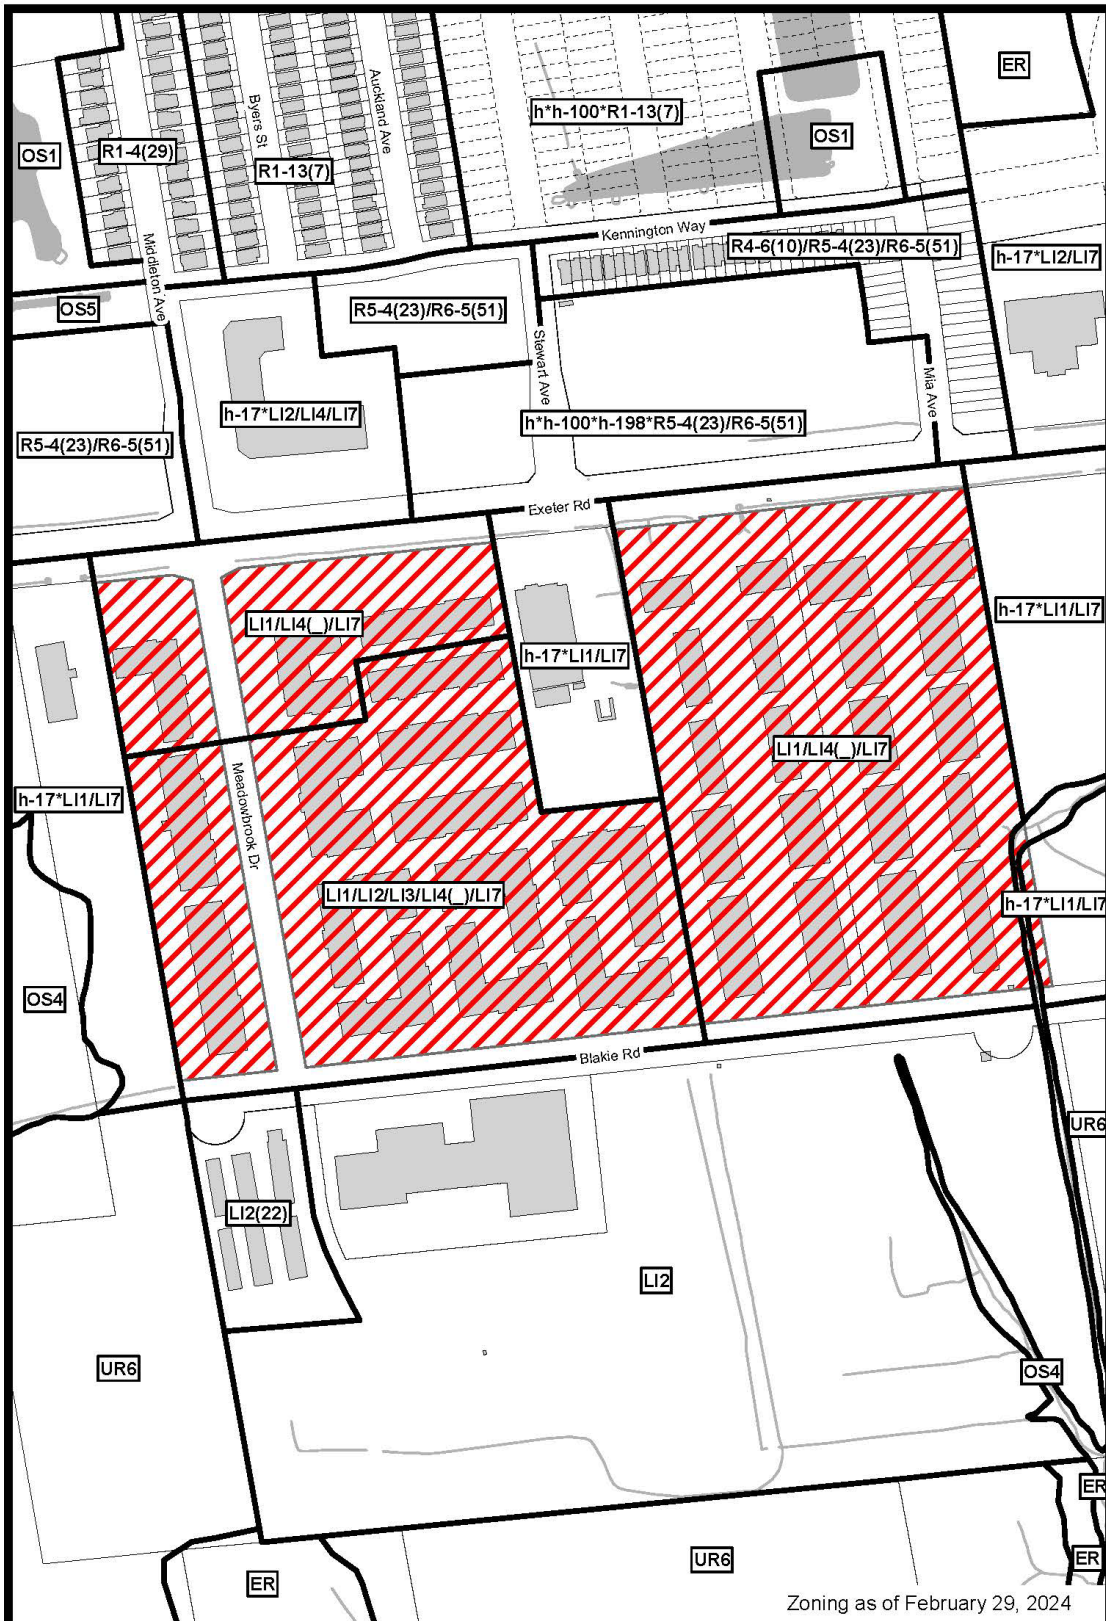 ER
Auckland Ave
Byers St
h*h-100*R1-13(7)
OS1
OS1
R1-4(29)
R1-13(7)
Kennington Way
R4-6(10)/R5-4(23)/R6-5(51)
h-17*LI2/LI7
Middleton Ave
OS5
R5-4(23)/R6-5(51)
Stewart Ave
Mia Ave
h-17*LI2/LI4/LI7
h*h-100*h-198*R5-4(23)/R6-5(51)
R5-4(23)/R6-5(51)
Exeter Rd
LI1/LI4(_)/LI7
h-17*LI1/LI7
h-17*LI1/LI7
LI1/LI4(_)/LI7
h-17*LI1/LI7
Meadowbrook Dr
LI1/LI2/LI3/LI4(_)/LI7
h-17*LI1/LI7
OS4
Blakie Rd
UR6
LI2(22)
LI2
UR6
OS4
ER
UR6
ER
ER
Zoning as of February 29, 2024